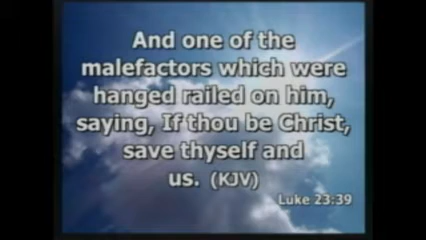 And one of the
malefactors which were
hanged railed on him,
saying, If thou be Christ,
save thyself and
us. (KJV)
Luke 23:39